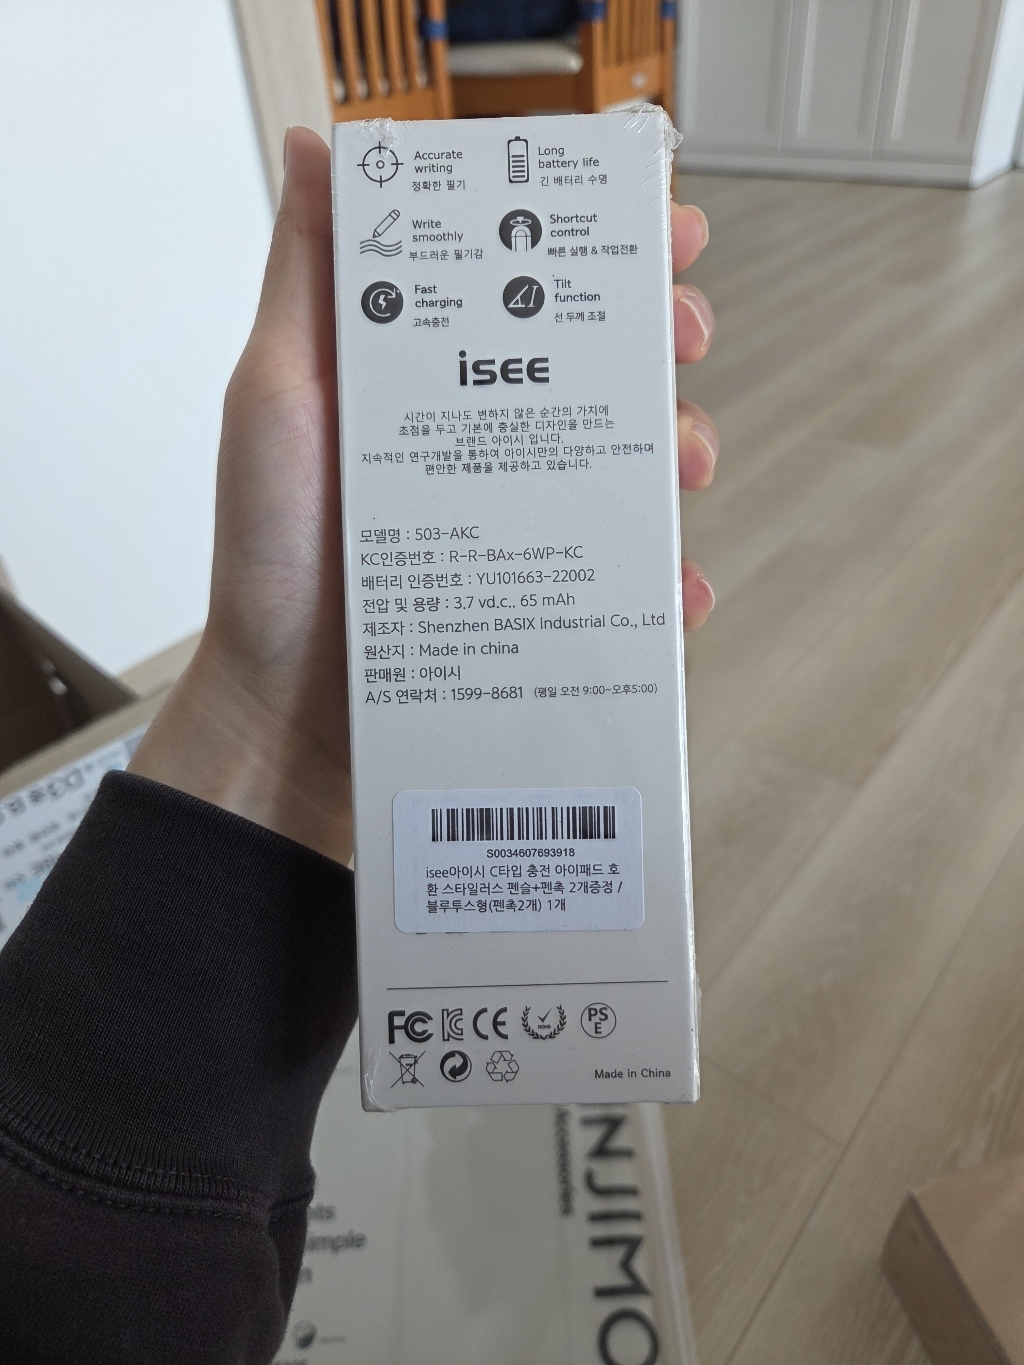 Accurate
writing
정확한 필기
Long
battery life
긴 배터리 수명
Write
smoothly
부드러운 필기감
Shortcut
control
빠른 실행 & 작업전환
Fast
charging
고속충전
Tilt
function
선 두께 조절
isee
시간이 지나도 변하지 않은 순간의 가치에
초점을 두고 기본에 충실한 디자인을 만드는
브랜드 아이시 입니다.
지속적인 연구개발을 통하여 아이시만의 다양하고 안전하며
편안한 제품을 제공하고 있습니다.
모델명 : 503-AKC
KC인증번호 : R-R-BAx-6WP-KC
배터리 인증번호 : YU101663-22002
전압 및 용량 : 3.7 vd.c.. 65 mAh
제조자 : Shenzhen BASIX Industrial Co., Ltd
원산지 : Made in china
판매원 : 아이시
A/S 연락처 : 1599-8681 (평일 오전 9:00~오후5:00)
S0034607693918
isee아이시 C타입 충전 아이패드 호
환 스타일러스 펜슬+펜촉 2개증정 /
블루투스형(펜촉2개) 1개
FC KC CE RoHS PS E
Made in China
NJIMO
Accessories